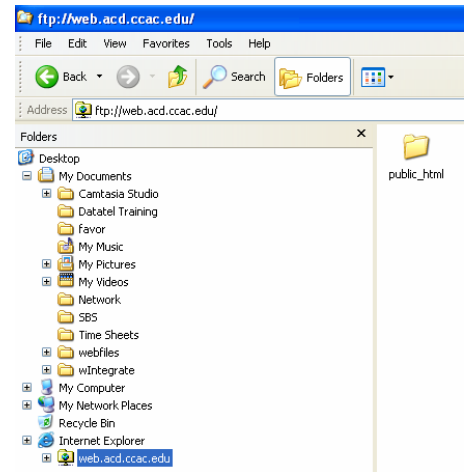 ftp://web.acd.ccac.edu/
File Edit View Favorites Tools Help
Back Search Folders
Address ftp://web.acd.ccac.edu/
Folders x
Desktop
My Documents
Camtasia Studio
Datatel Training
favor
My Music
My Pictures
My Videos
Network
SBS
Time Sheets
webfiles
wIntegrate
My Computer
My Network Places
Recycle Bin
Internet Explorer
web.acd.ccac.edu
public_html